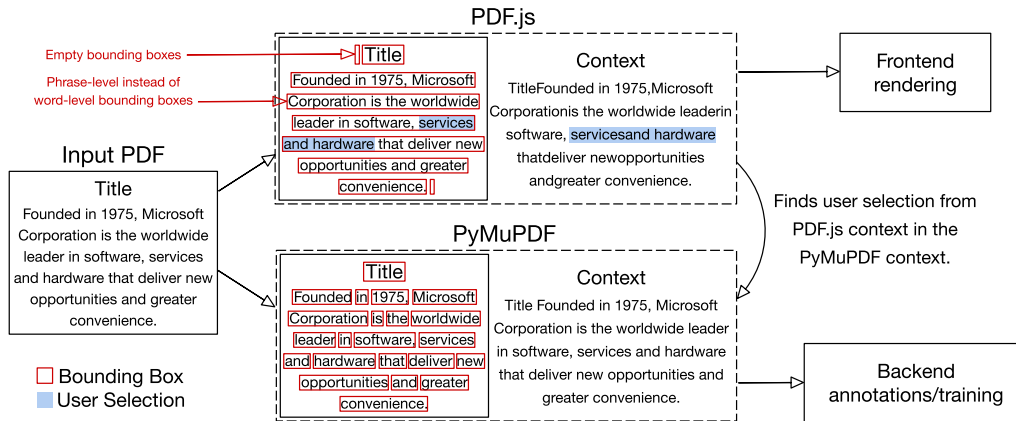 PDF.js
Empty bounding boxes
Phrase-level instead of
word-level bounding boxes
Title
Founded in 1975, Microsoft
Corporation is the worldwide
leader in software, services
and hardware that deliver new
opportunities and greater
convenience.
Context
TitleFounded in 1975,Microsoft
Corporationis the worldwide leaderin
software, servicesand hardware
thatdeliver newopportunities
andgreater convenience.
Frontend
rendering
Input PDF
Title
Founded in 1975, Microsoft
Corporation is the worldwide
leader in software, services
and hardware that deliver new
opportunities and greater
convenience.
Finds user selection from
PDF.js context in the
PyMuPDF context.
PyMuPDF
Title
Founded in 1975, Microsoft
Corporation is the worldwide
leader in software, services
and hardware that deliver new
opportunities and greater
convenience.
Context
Title Founded in 1975, Microsoft
Corporation is the worldwide leader
in software, services and hardware
that deliver new opportunities and
greater convenience.
Backend
annotations/training
Bounding Box
User Selection